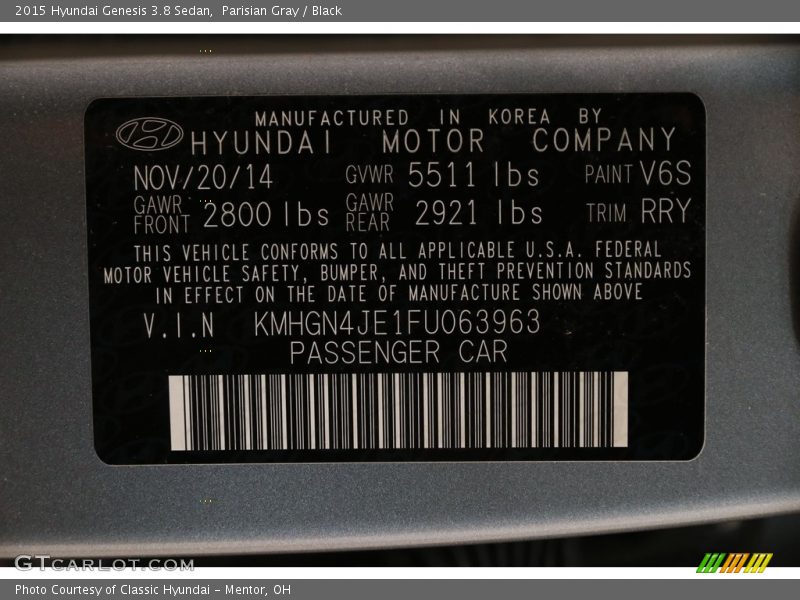 2015 Hyundai Genesis 3.8 Sedan,  Parisian Gray / Black
MANUFACTURED IN KOREA BY
HYUNDAI MOTOR COMPANY
NOV/20/14 GVWR 5511 lbs PAINT V6S
GAWR FRONT 2800 lbs GAWR REAR 2921 lbs TRIM RRY
THIS VEHICLE CONFORMS TO ALL APPLICABLE U.S.A. FEDERAL
MOTOR VEHICLE SAFETY, BUMPER, AND THEFT PREVENTION STANDARDS
IN EFFECT ON THE DATE OF MANUFACTURE SHOWN ABOVE
V.I.N KMHGN4JE1FU063963
PASSENGER CAR
GTCARLOT.COM
Photo Courtesy of Classic Hyundai - Mentor, OH